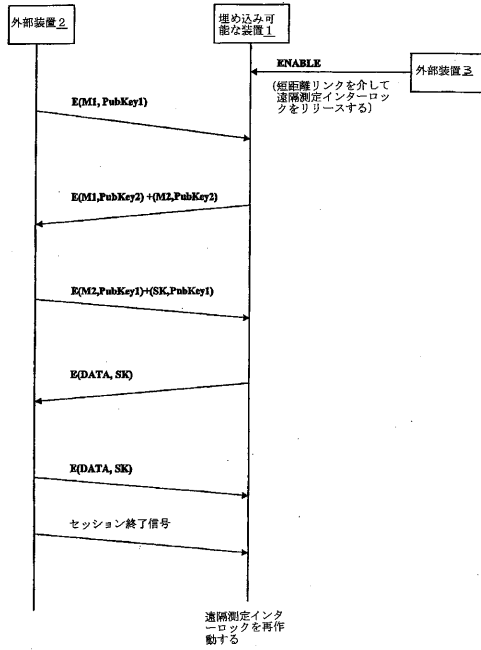 外部装置2
埋め込み可
能な装置1
外部装置3
ENABLE
(短距離リンクを介して
遠隔測定インターロッ
クをリリースする)
E(M1, PubKey1)
E(M1,PubKey2) +(M2,PubKey2)
E(M2,PubKey1)+(SK,PubKey1)
E(DATA, SK)
E(DATA, SK)
セッション終了信号
遠隔測定インタ
ーロックを再作
動する